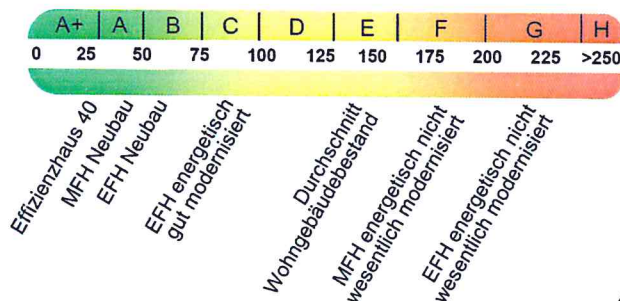 A+ A B C D E F G H
0 25 50 75 100 125 150 175 200 225 >250
Effizienzhaus 40
MFH Neubau
EFH Neubau
EFH energetisch
gut modernisiert
Durchschnitt
Wohngebäudebestand
MFH energetisch nicht
wesentlich modernisiert
EFH energetisch nicht
wesentlich modernisiert